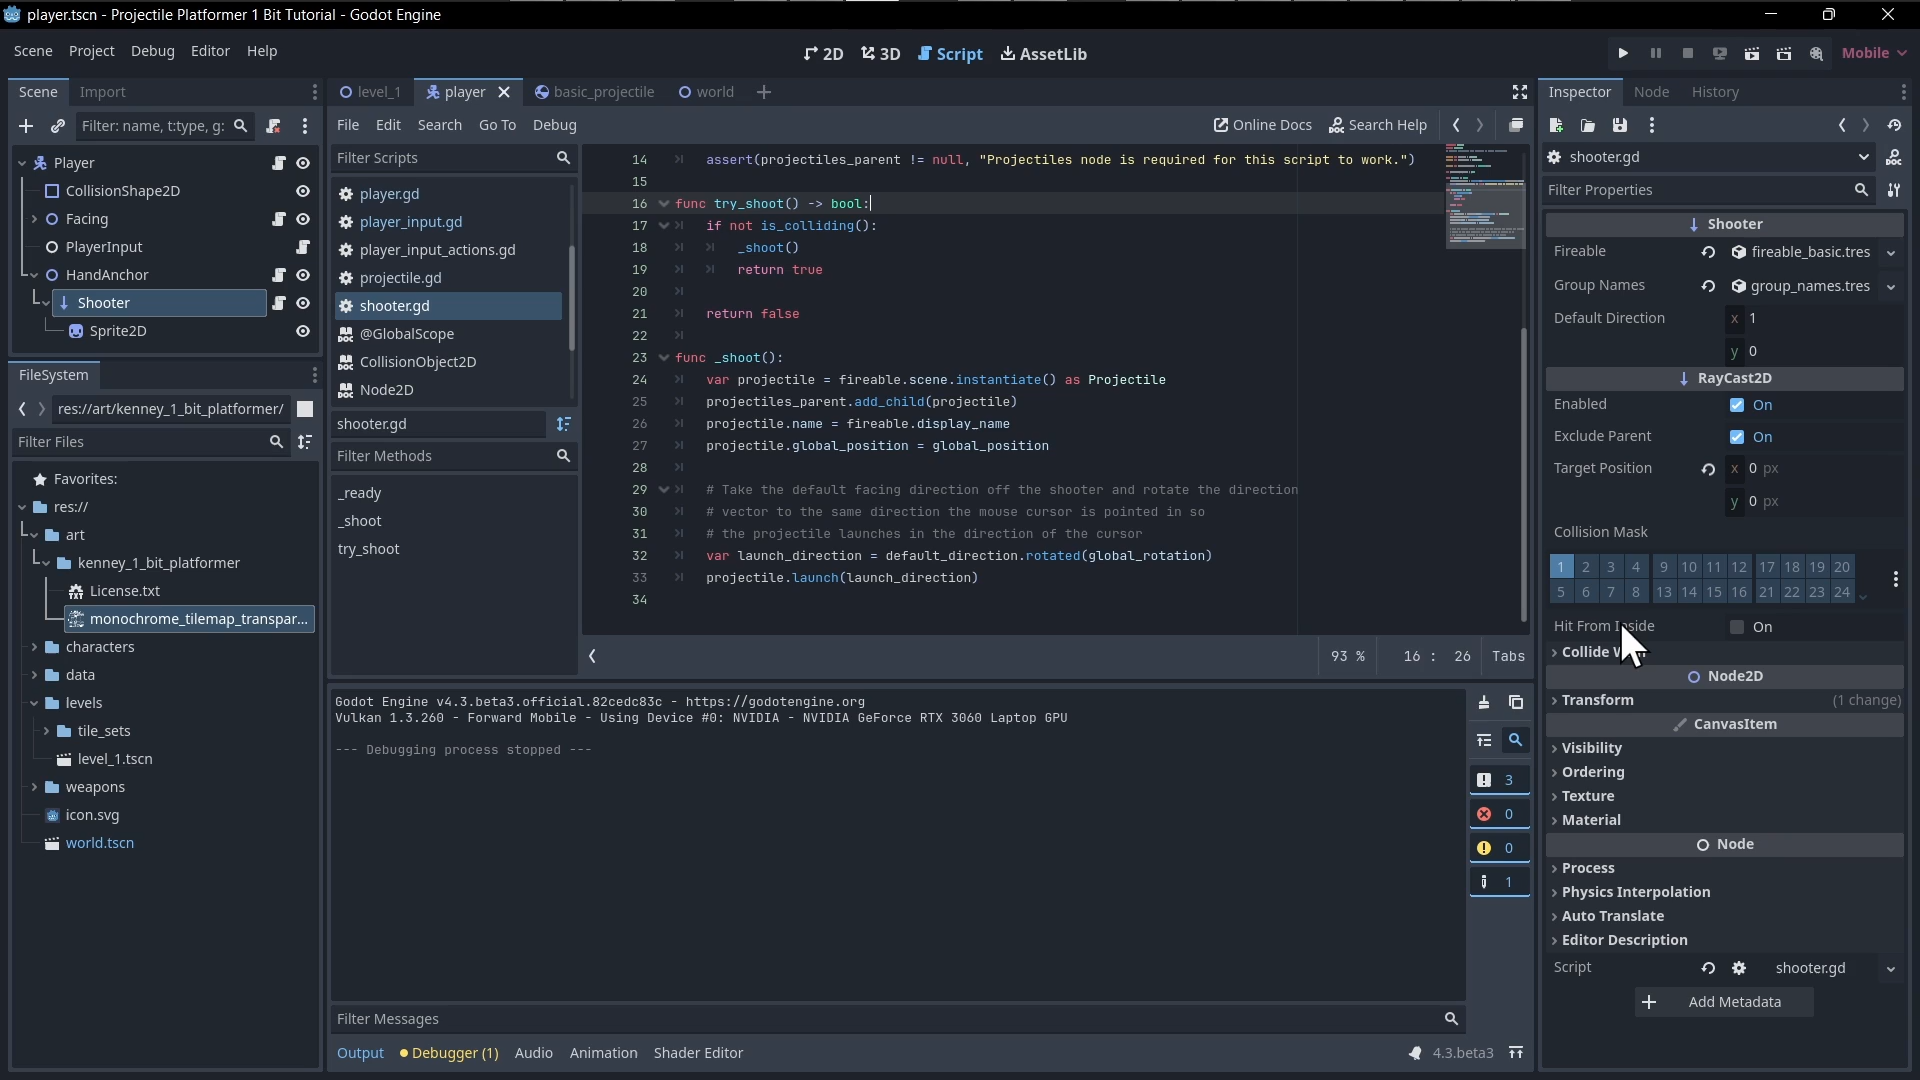 player.tscn - Projectile Platformer 1 Bit Tutorial - Godot Engine
Scene Project Debug Editor Help
2D 3D Script AssetLib
Mobile
Scene Import
Filter: name, t:type, g:
Player
CollisionShape2D
Facing
PlayerInput
HandAnchor
Shooter
Sprite2D
FileSystem
res://art/kenney_1_bit_platformer/
Filter Files
Favorites:
res://
art
kenney_1_bit_platformer
License.txt
monochrome_tilemap_transpar...
characters
data
levels
tile_sets
level_1.tscn
weapons
icon.svg
world.tscn
level_1 player basic_projectile world
File Edit Search Go To Debug
Online Docs Search Help
Filter Scripts
player.gd
player_input.gd
player_input_actions.gd
projectile.gd
shooter.gd
@GlobalScope
CollisionObject2D
Node2D
shooter.gd
Filter Methods
_ready
_shoot
try_shoot
14 assert(projectiles_parent != null, "Projectiles node is required for this script to work.")
15
16 func try_shoot() -> bool:
17 if not is_colliding():
18 _shoot()
19 return true
20
21 return false
22
23 func _shoot():
24 var projectile = fireable.scene.instantiate() as Projectile
25 projectiles_parent.add_child(projectile)
26 projectile.name = fireable.display_name
27 projectile.global_position = global_position
28
29 # Take the default facing direction off the shooter and rotate the direction
30 # vector to the same direction the mouse cursor is pointed in so
31 # the projectile launches in the direction of the cursor
32 var launch_direction = default_direction.rotated(global_rotation)
33 projectile.launch(launch_direction)
34
93 % 16 : 26 Tabs
Godot Engine v4.3.beta3.official.82cedc83c - https://godotengine.org
Vulkan 1.3.260 - Forward Mobile - Using Device #0: NVIDIA - NVIDIA GeForce RTX 3060 Laptop GPU
--- Debugging process stopped ---
3
0
0
1
Filter Messages
Output Debugger (1) Audio Animation Shader Editor
4.3.beta3
Inspector Node History
shooter.gd
Filter Properties
Shooter
Fireable fireable_basic.tres
Group Names group_names.tres
Default Direction x 1
y 0
RayCast2D
Enabled On
Exclude Parent On
Target Position x 0 px
y 0 px
Collision Mask
1 2 3 4 9 10 11 12 17 18 19 20
5 6 7 8 13 14 15 16 21 22 23 24
Hit From Inside On
Collide
Node2D
Transform (1 change)
CanvasItem
Visibility
Ordering
Texture
Material
Node
Process
Physics Interpolation
Auto Translate
Editor Description
Script shooter.gd
Add Metadata